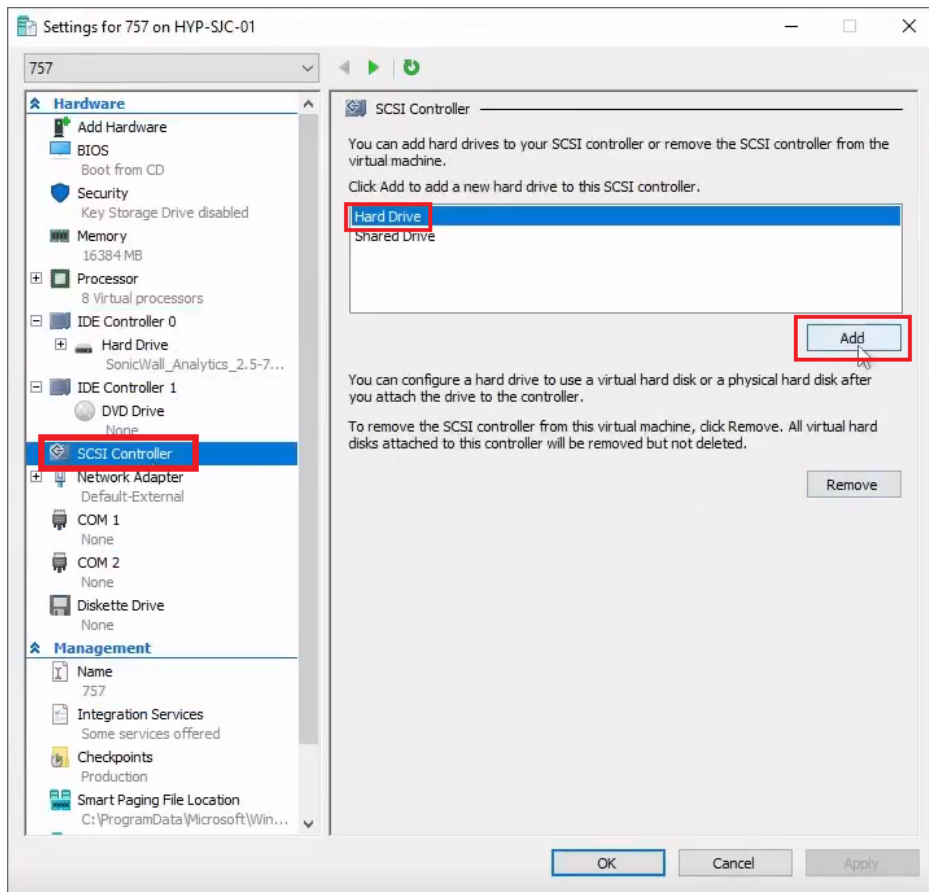 Settings for 757 on HYP-SJC-01
757
Hardware
Add Hardware
BIOS
Boot from CD
Security
Key Storage Drive disabled
Memory
16384 MB
Processor
8 Virtual processors
IDE Controller 0
Hard Drive
SonicWall_Analytics_2.5-7...
IDE Controller 1
DVD Drive
None
SCSI Controller
Network Adapter
Default-External
COM 1
None
COM 2
None
Diskette Drive
None
Management
Name
757
Integration Services
Some services offered
Checkpoints
Production
Smart Paging File Location
C:\ProgramData\Microsoft\Win...
SCSI Controller
You can add hard drives to your SCSI controller or remove the SCSI controller from the
virtual machine.
Click Add to add a new hard drive to this SCSI controller.
Hard Drive
Shared Drive
Add
You can configure a hard drive to use a virtual hard disk or a physical hard disk after
you attach the drive to the controller.
To remove the SCSI controller from this virtual machine, click Remove. All virtual hard
disks attached to this controller will be removed but not deleted.
Remove
OK
Cancel
Apply